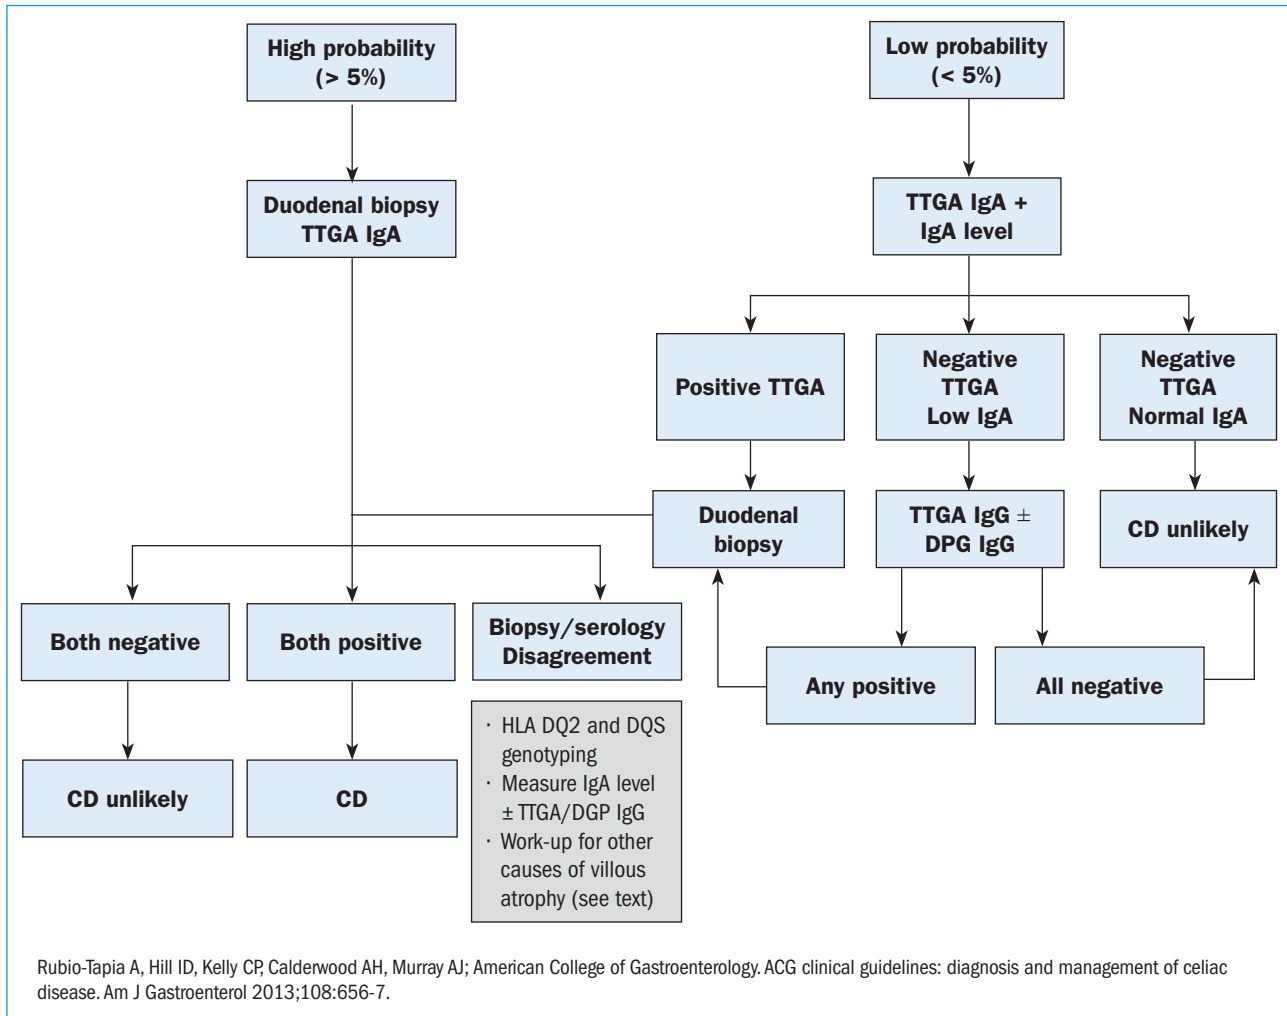 High probability
(> 5%)
Low probability
(< 5%)
Duodenal biopsy
TTGA IgA
TTGA IgA +
IgA level
Positive TTGA
Negative
TTGA
Low IgA
Negative
TTGA
Normal IgA
Duodenal
biopsy
TTGA IgG ±
DPG IgG
CD unlikely
Both negative
Both positive
Biopsy/serology
Disagreement
Any positive
All negative
· HLA DQ2 and DQS
genotyping
· Measure IgA level
± TTGA/DGP IgG
· Work-up for other
causes of villous
atrophy (see text)
CD unlikely
CD
Rubio-Tapia A, Hill ID, Kelly CP, Calderwood AH, Murray AJ; American College of Gastroenterology. ACG clinical guidelines: diagnosis and management of celiac
disease. Am J Gastroenterol 2013;108:656-7.